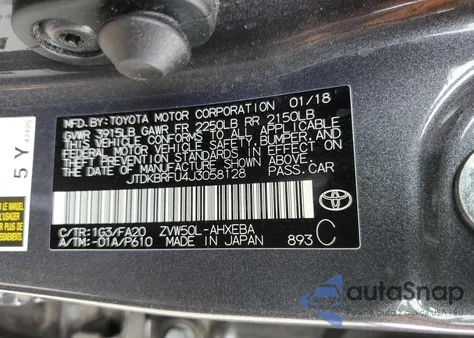 MFD.BY:TOYOTA MOTOR CORPORATION 01/18
GVWR 3915LB GAWR FR 2250LB RR 2150LB
THIS VEHICLE CONFORMS TO ALL APPLICABLE
FEDERAL MOTOR VEHICLE SAFETY,BUMPER,AND
THEFT PREVENTION STANDARDS IN EFFECT ON
THE DATE OF MANUFACTURE SHOWN ABOVE.
JTDKBRFU4J3058128 PASS.CAR
C/TR:1G3/FA20 ZVW50L-AHXEBA
A/TM:-01A/P610 MADE IN JAPAN 893 C
TOYOTA
5 Y
autoSnap